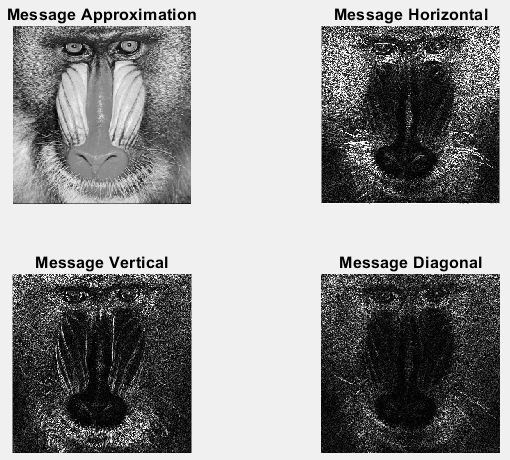 Message Approximation
Message Horizontal
Message Vertical
Message Diagonal